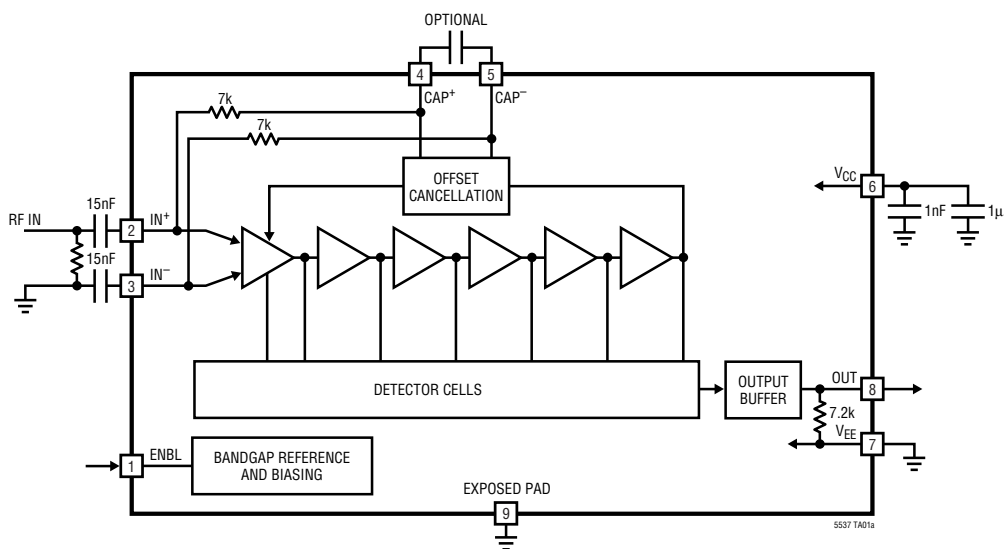 OPTIONAL
4
5
CAP+
CAP–
7k
7k
OFFSET
CANCELLATION
VCC
6
1nF
1µ
15nF
RF IN
2
IN+
15nF
3
IN–
DETECTOR CELLS
OUTPUT
BUFFER
OUT
8
7.2k
VEE
7
1
ENBL
BANDGAP REFERENCE
AND BIASING
EXPOSED PAD
9
5537 TA01a